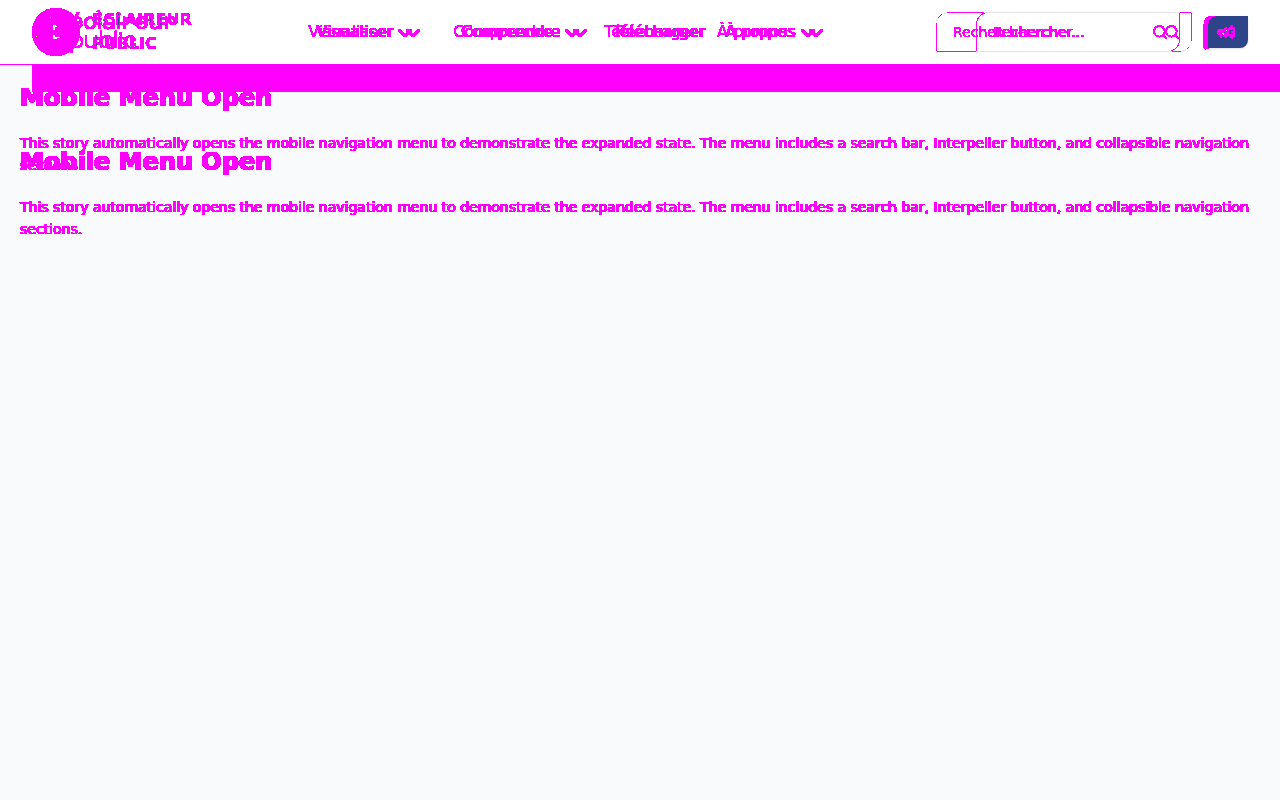 ÉCLAIREUR
PUBLIC
Visualiser Comprendre Télécharger À propos Rechercher...
Mobile Menu Open
This story automatically opens the mobile navigation menu to demonstrate the expanded state. The menu includes a search bar, Interpeller button, and collapsible navigation
Mobile Menu Open
This story automatically opens the mobile navigation menu to demonstrate the expanded state. The menu includes a search bar, Interpeller button, and collapsible navigation
sections.